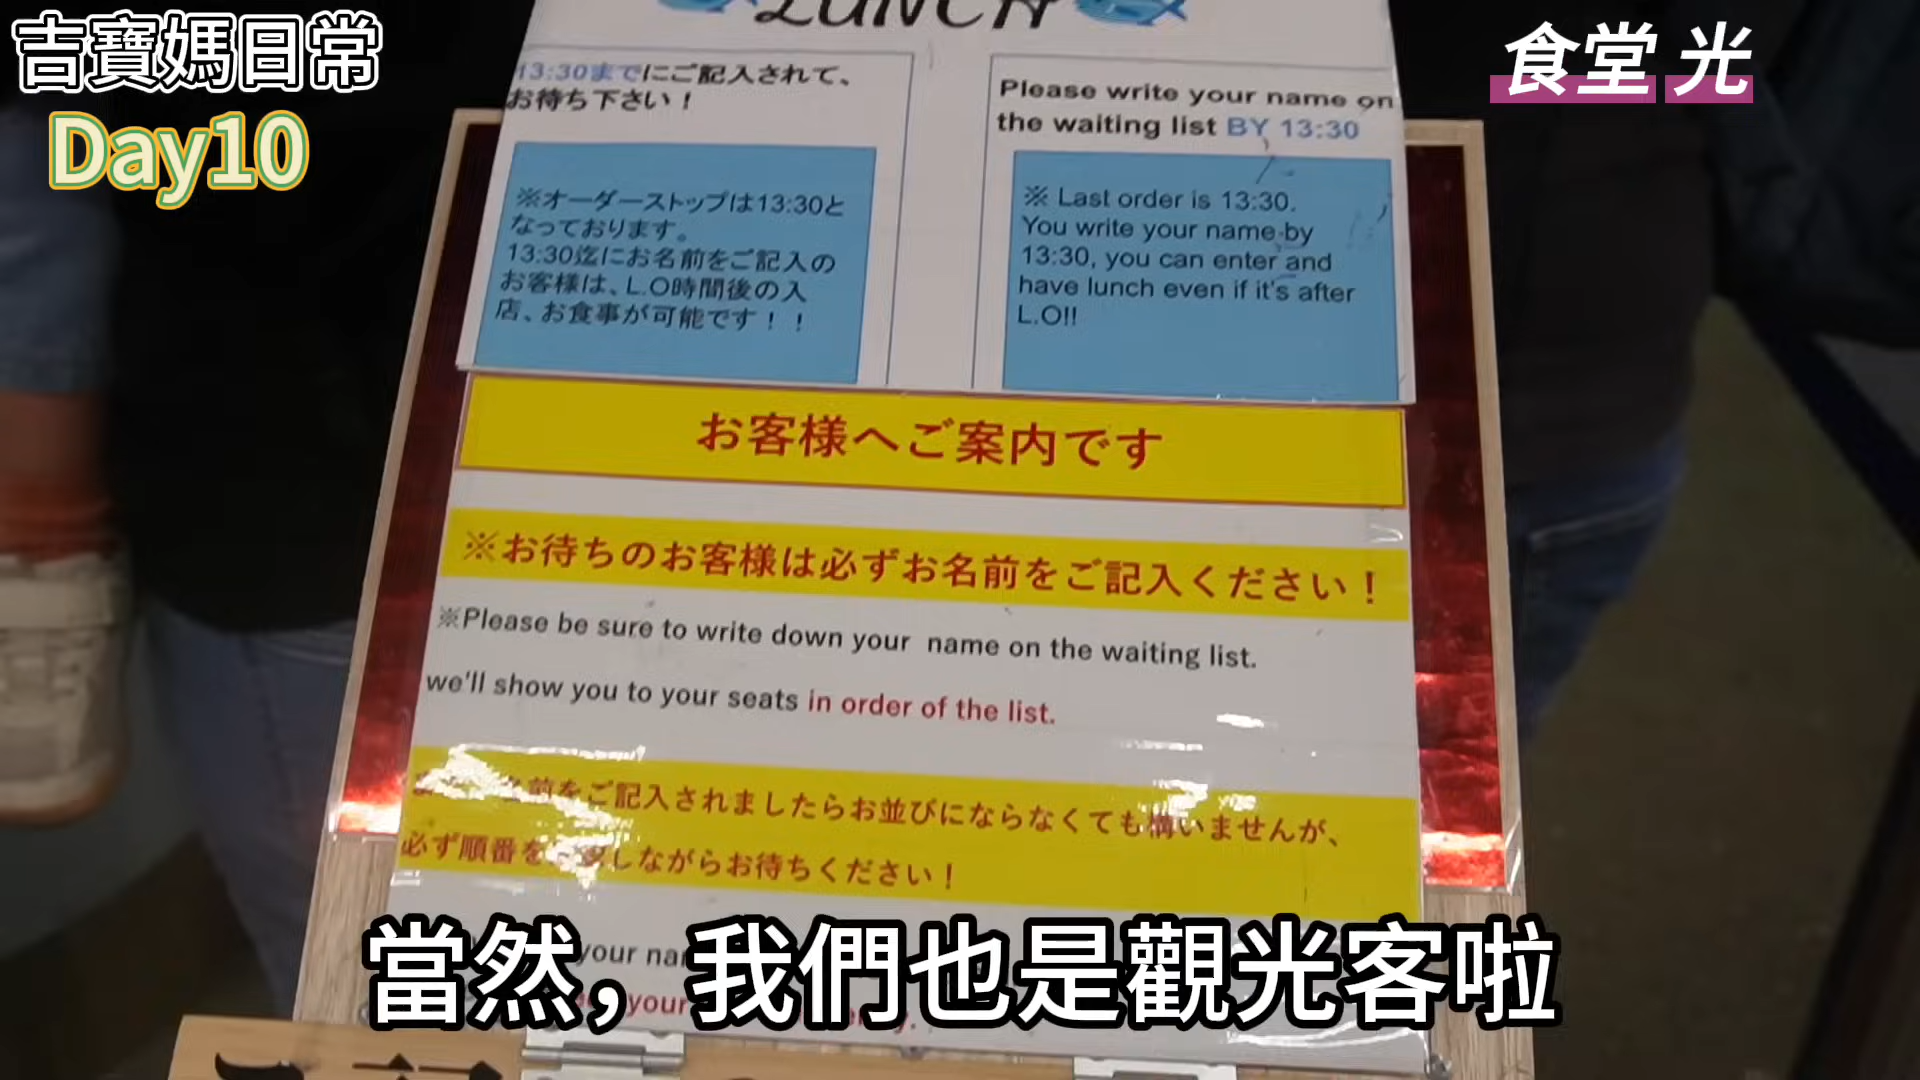 吉寶媽日常
Day10
食堂 光
LUNCH
13:30までにご記入されて、
お待ち下さい！
※オーダーストップは13:30と
なっております。
13:30迄にお名前をご記入の
お客様は、L.O時間後の入
店、お食事が可能です！！
Please write your name on
the waiting list BY 13:30
※ Last order is 13:30.
You write your name by
13:30, you can enter and
have lunch even if it's after
L.O!!
お客様へご案内です
※お待ちのお客様は必ずお名前をご記入ください！
※Please be sure to write down your name on the waiting list.
we'll show you to your seats in order of the list.
名前をご記入されましたらお並びにならなくても構いませんが、
必ず順番を しながらお待ちください！
your
your
當然，我們也是觀光客啦